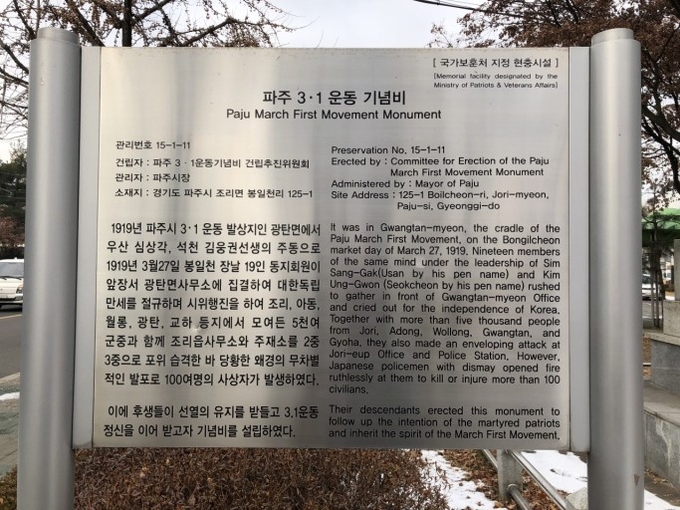 [ 국가보훈처 지정 현충시설 ]
[Memorial facility designated by the
Ministry of Patriots & Veterans Affairs]
파주 3·1 운동 기념비
Paju March First Movement Monument
관리번호 15-1-11
건립자 : 파주 3·1운동기념비 건립추진위원회
관리자 : 파주시장
소재지 : 경기도 파주시 조리면 봉일천리 125-1
1919년 파주시 3·1 운동 발상지인 광탄면에서
우산 심상각, 석천 김웅권선생의 주동으로
1919년 3월27일 봉일천 장날 19인 동지회원이
앞장서 광탄면사무소에 집결하여 대한독립
만세를 절규하며 시위행진을 하여 조리, 아동,
월롱, 광탄, 교하 등지에서 모여든 5천여
군중과 함께 조리읍사무소와 주재소를 2중
3중으로 포위 습격한 바 당황한 왜경의 무차별
적인 발포로 100여명의 사상자가 발생하였다.
이에 후생들이 선열의 유지를 받들고 3.1운동
정신을 이어 받고자 기념비를 설립하였다.
Preservation No. 15-1-11
Erected by : Committee for Erection of the Paju
March First Movement Monument
Administered by : Mayor of Paju
Site Address : 125-1 Boilcheon-ri, Jori-myeon,
Paju-si, Gyeonggi-do
It was in Gwangtan-myeon, the cradle of the
Paju March First Movement, on the Bongilcheon
market day of March 27, 1919. Nineteen members
of the same mind under the leadership of Sim
Sang-Gak(Usan by his pen name) and Kim
Ung-Gwon (Seokcheon by his pen name) rushed
to gather in front of Gwangtan-myeon Office
and cried out for the independence of Korea.
Together with more than five thousand people
from Jori, Adong, Wollong, Gwangtan, and
Gyoha, they also made an enveloping attack at
Jori-eup Office and Police Station. However,
Japanese policemen with dismay opened fire
ruthlessly at them to kill or injure more than 100
civilians.
Their descendants erected this monument to
follow up the intention of the martyred patriots
and inherit the spirit of the March First Movement.